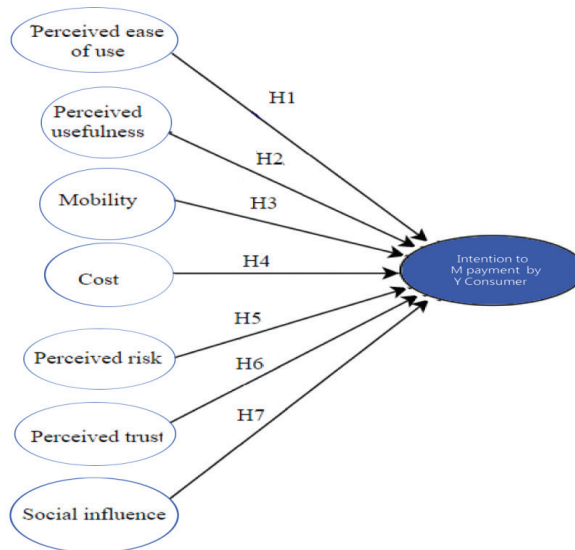 Perceived ease
of use
H1
Perceived
usefulness
H2
Mobility
H3
Cost
H4
Intention to
M payment by
Y Consumer
Perceived risk
H5
H6
Perceived trust
H7
Social influence